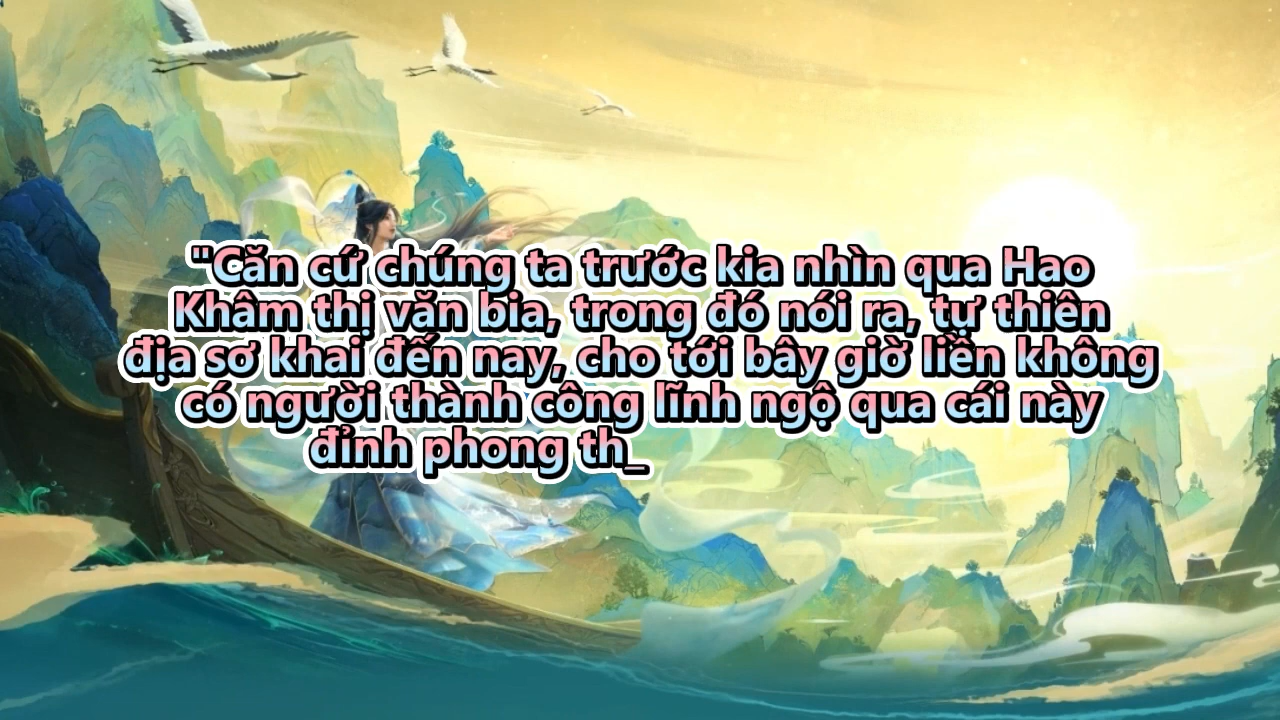 "Căn cứ chúng ta trước kia nhìn qua Hao
Khâm thị văn bia, trong đó nói ra, tự thiên
địa sơ khai đến nay, cho tới bây giờ liền không
có người thành công lĩnh ngộ qua cái này
đỉnh phong th_